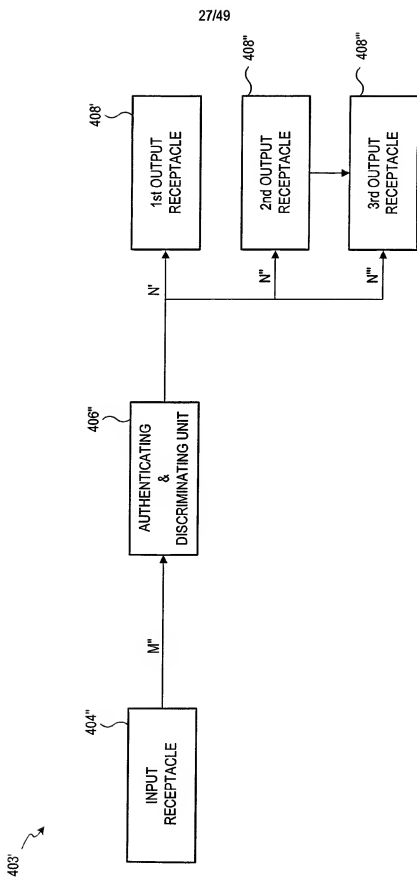 27/49
403'
404"
INPUT
RECEPTACLE
M"
406"
AUTHENTICATING
&
DISCRIMINATING UNIT
N'
408'
1st OUTPUT
RECEPTACLE
N"
408"
2nd OUTPUT
RECEPTACLE
N'"
408'"
3rd OUTPUT
RECEPTACLE